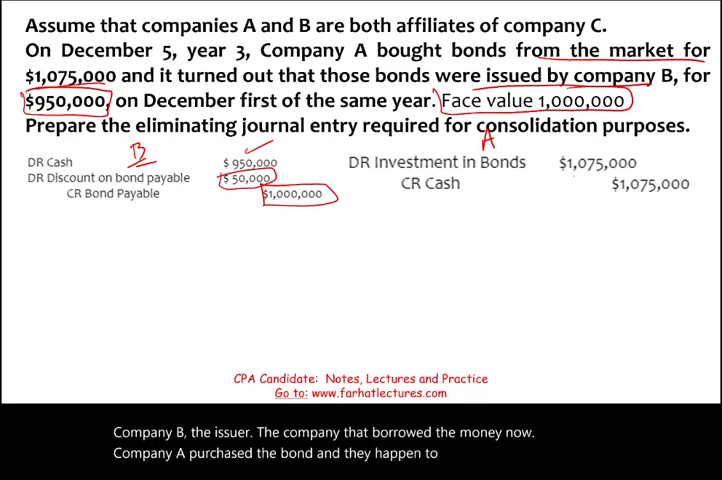 Assume that companies A and B are both affiliates of company C.
On December 5, year 3, Company A bought bonds from the market for
$1,075,000 and it turned out that those bonds were issued by company B, for
$950,000, on December first of the same year. Face value 1,000,000
Prepare the eliminating journal entry required for consolidation purposes.
B
A
DR Cash $ 950,000
DR Discount on bond payable $ 50,000
CR Bond Payable $1,000,000
DR Investment in Bonds $1,075,000
CR Cash $1,075,000
CPA Candidate: Notes, Lectures and Practice
Go to: www.farhatlectures.com
Company B, the issuer. The company that borrowed the money now.
Company A purchased the bond and they happen to